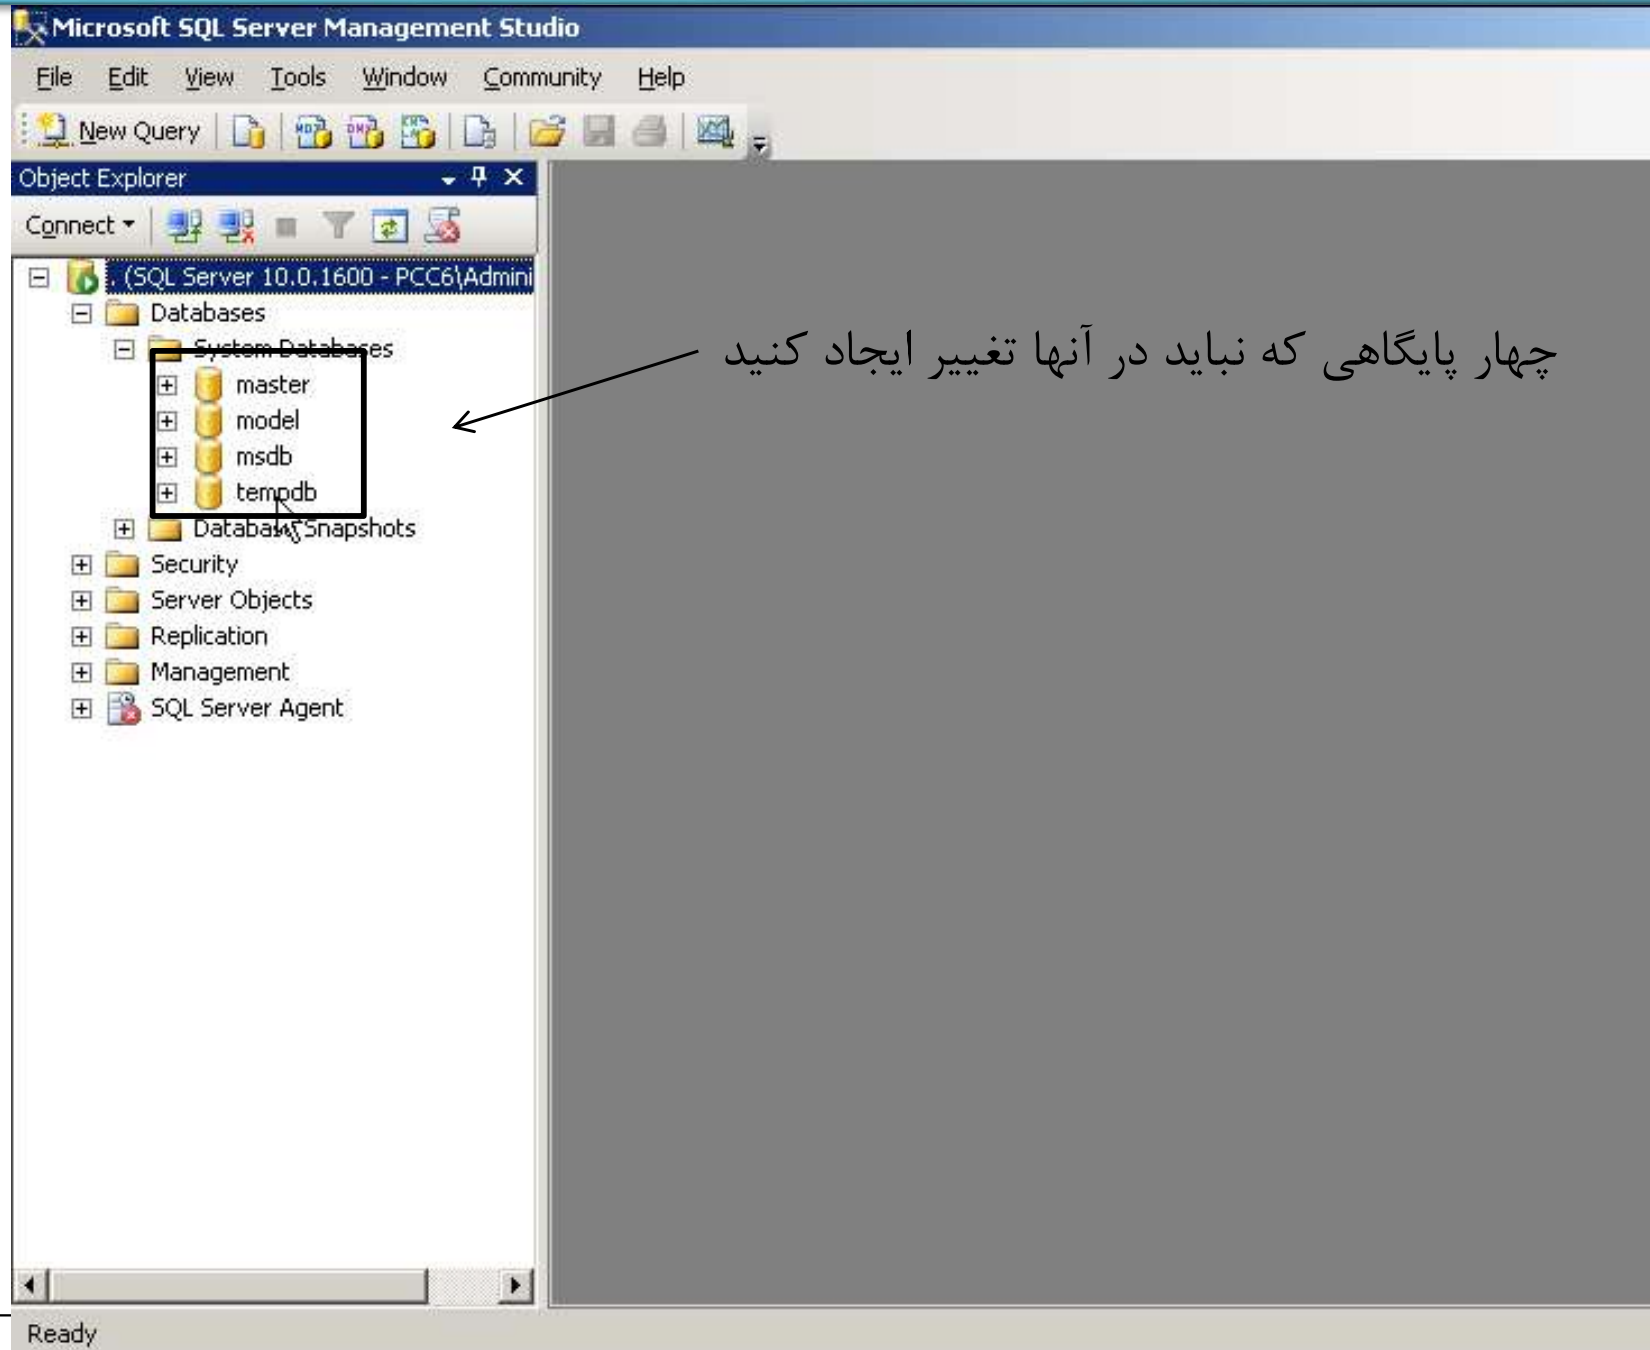 Microsoft SQL Server Management Studio
File Edit View Tools Window Community Help
New Query
Object Explorer
Connect
. (SQL Server 10.0.1600 - PCC6\Admini
Databases
System Databases
چهار پایگاهی که نباید در آنها تغییر ایجاد کنید
master
model
msdb
tempdb
Database Snapshots
Security
Server Objects
Replication
Management
SQL Server Agent
Ready